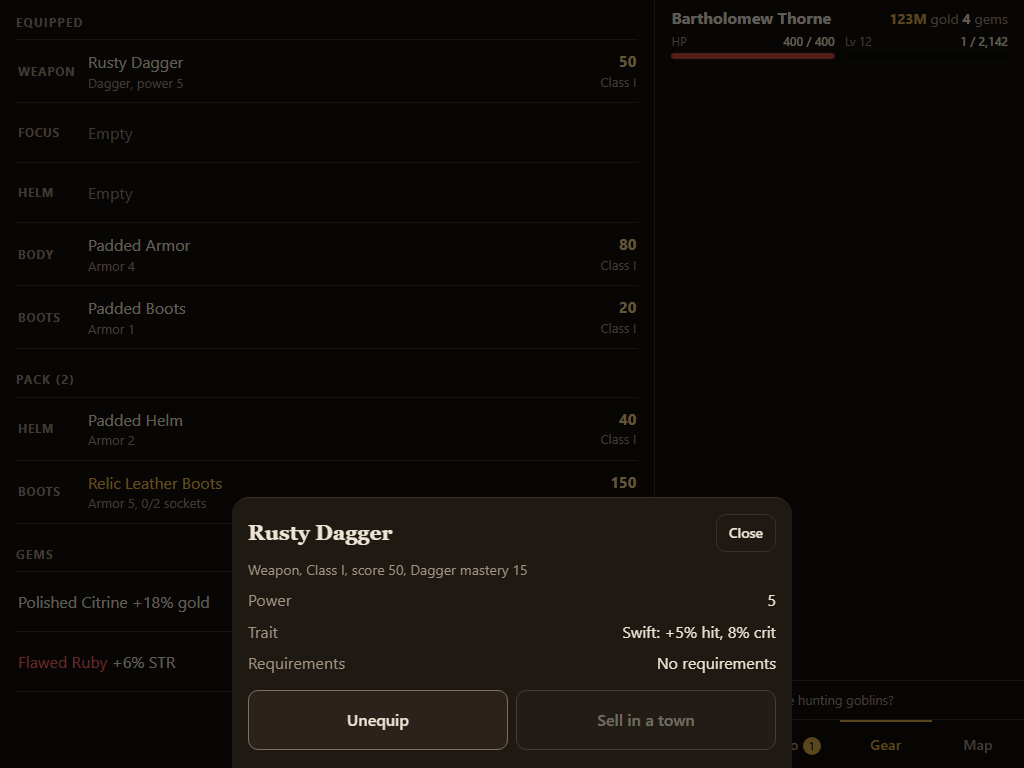 EQUIPPED
WEAPON Rusty Dagger 50
Dagger, power 5 Class I
FOCUS Empty
HELM Empty
BODY Padded Armor 80
Armor 4 Class I
BOOTS Padded Boots 20
Armor 1 Class I
PACK (2)
HELM Padded Helm 40
Armor 2 Class I
BOOTS Relic Leather Boots 150
Armor 5, 0/2 sockets
GEMS
Polished Citrine +18% gold
Flawed Ruby +6% STR
Bartholomew Thorne 123M gold 4 gems
HP 400 / 400 Lv 12 1 / 2,142
Rusty Dagger Close
Weapon, Class I, score 50, Dagger mastery 15
Power 5
Trait Swift: +5% hit, 8% crit
Requirements No requirements
Unequip Sell in a town
hunting goblins?
1 Gear Map